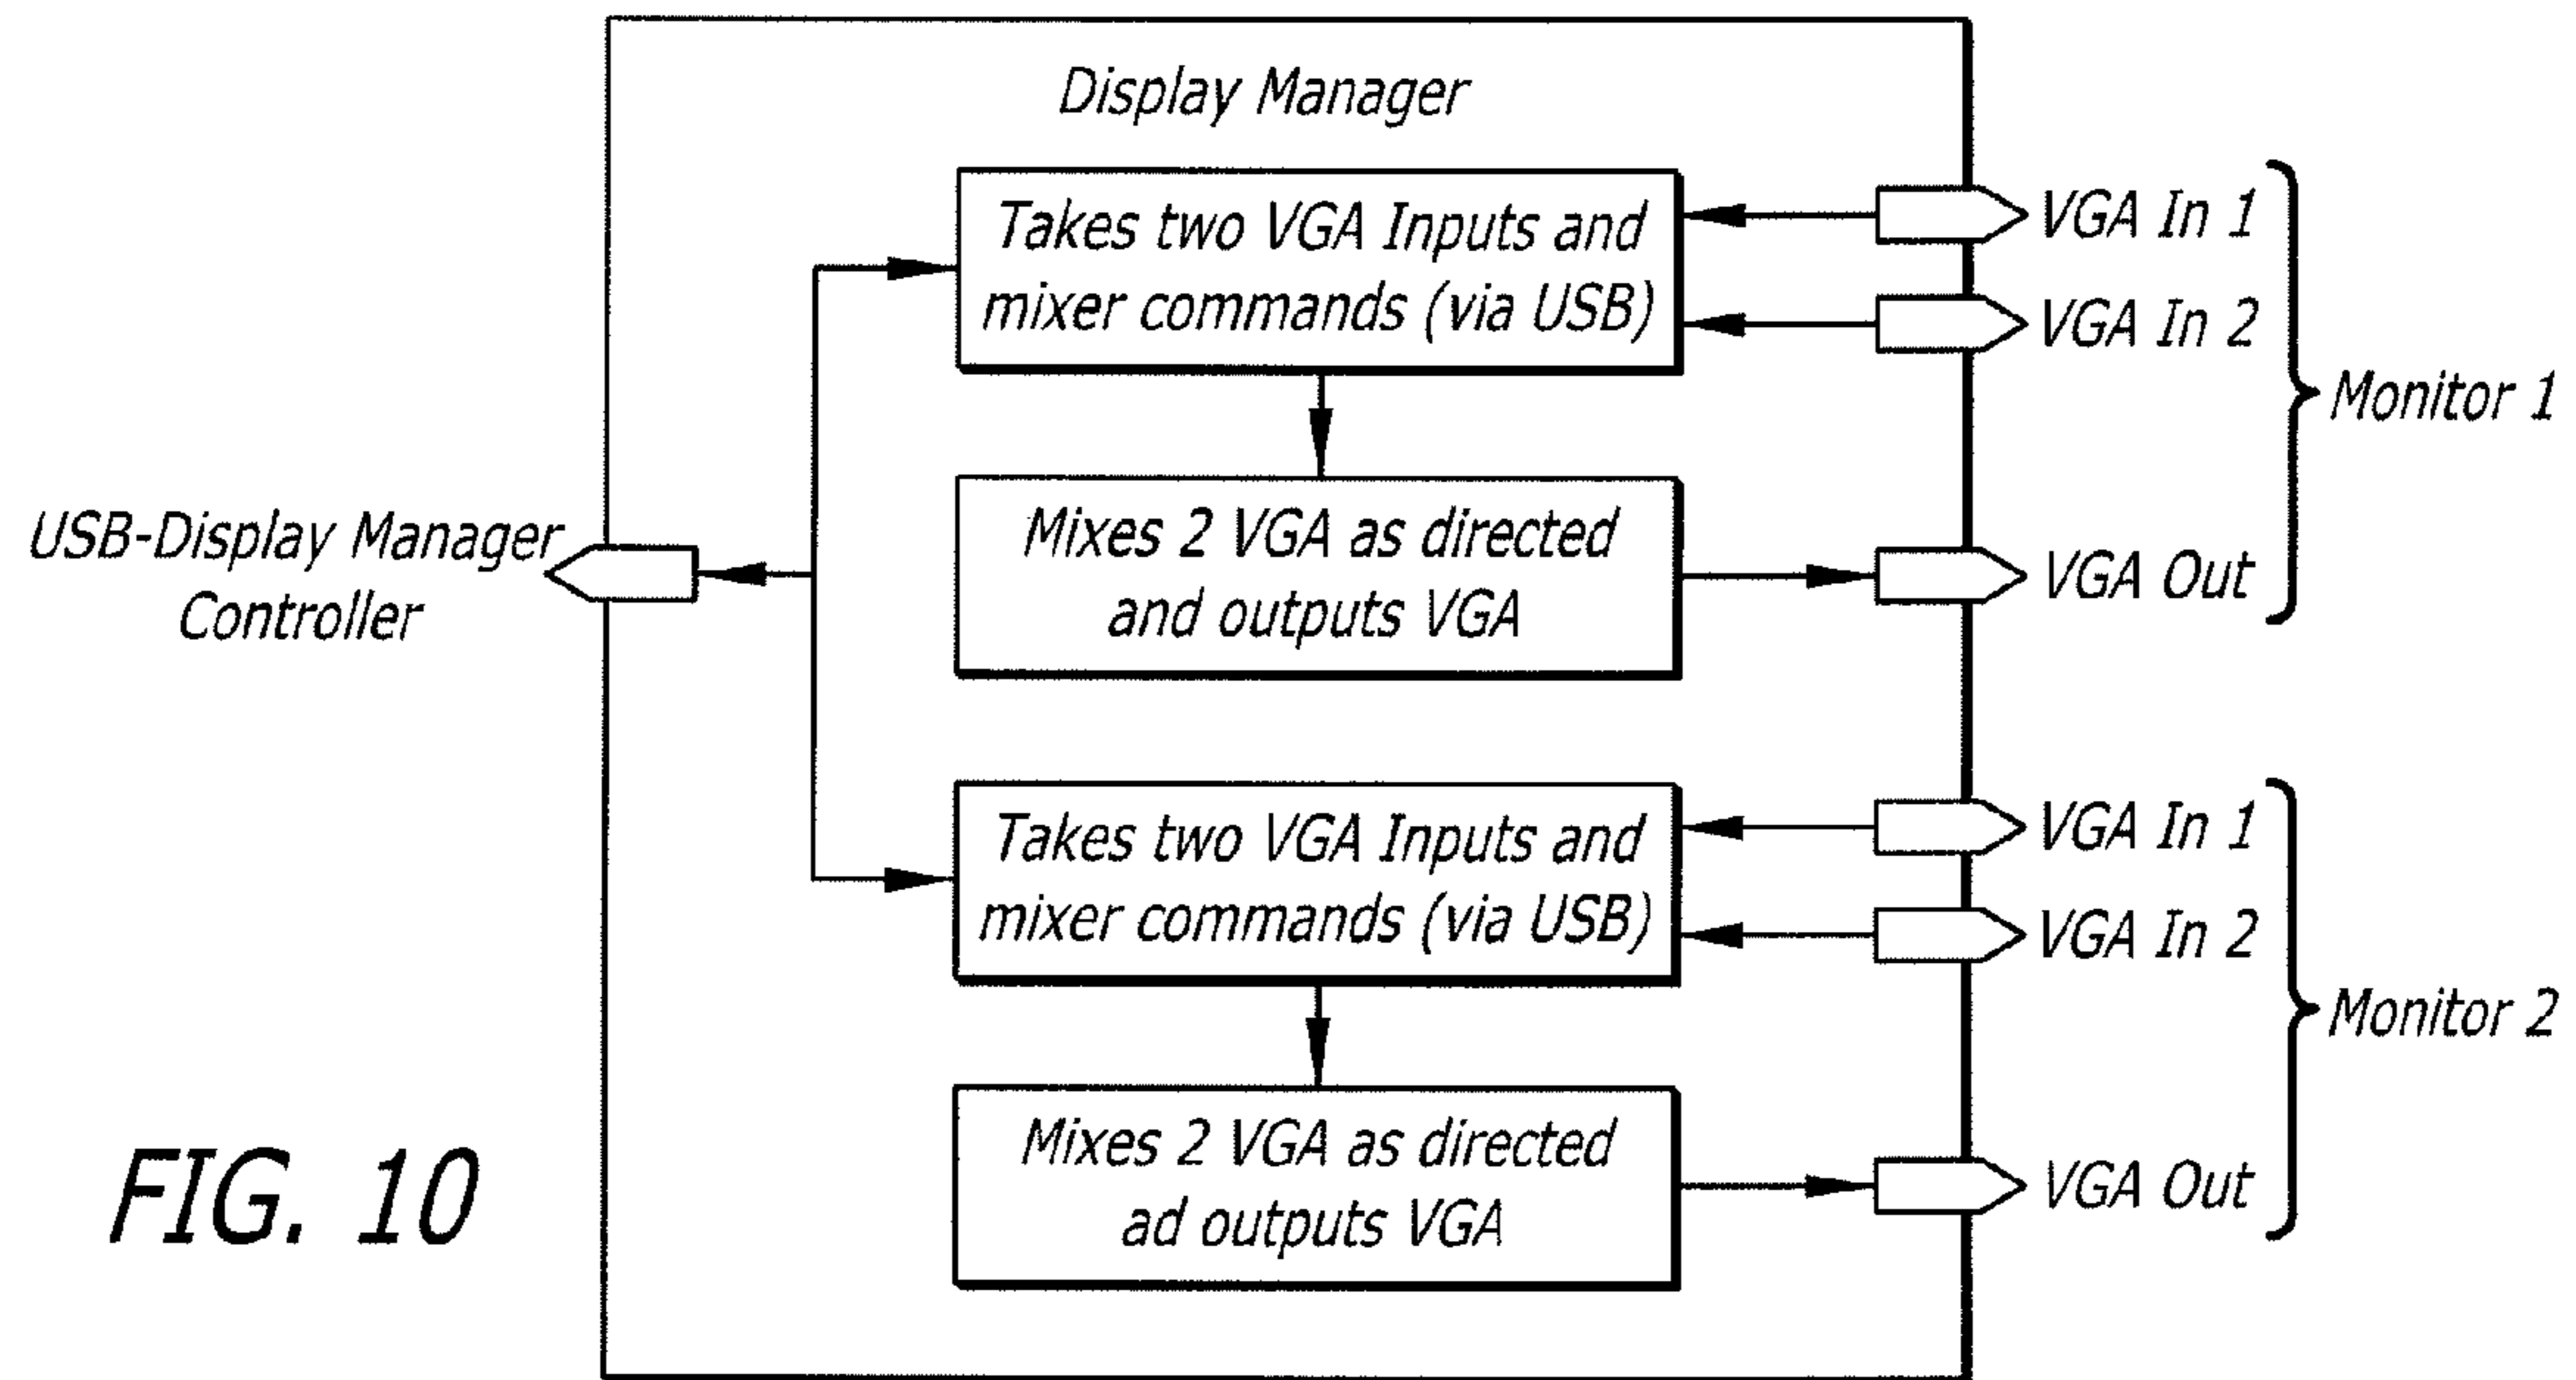 Display Manager
Takes two VGA Inputs and
mixer commands (via USB)
VGA In 1
VGA In 2
Monitor 1
Mixes 2 VGA as directed
and outputs VGA
VGA Out
USB-Display Manager
Controller
Takes two VGA Inputs and
mixer commands (via USB)
VGA In 1
VGA In 2
Monitor 2
Mixes 2 VGA as directed
ad outputs VGA
VGA Out
FIG. 10